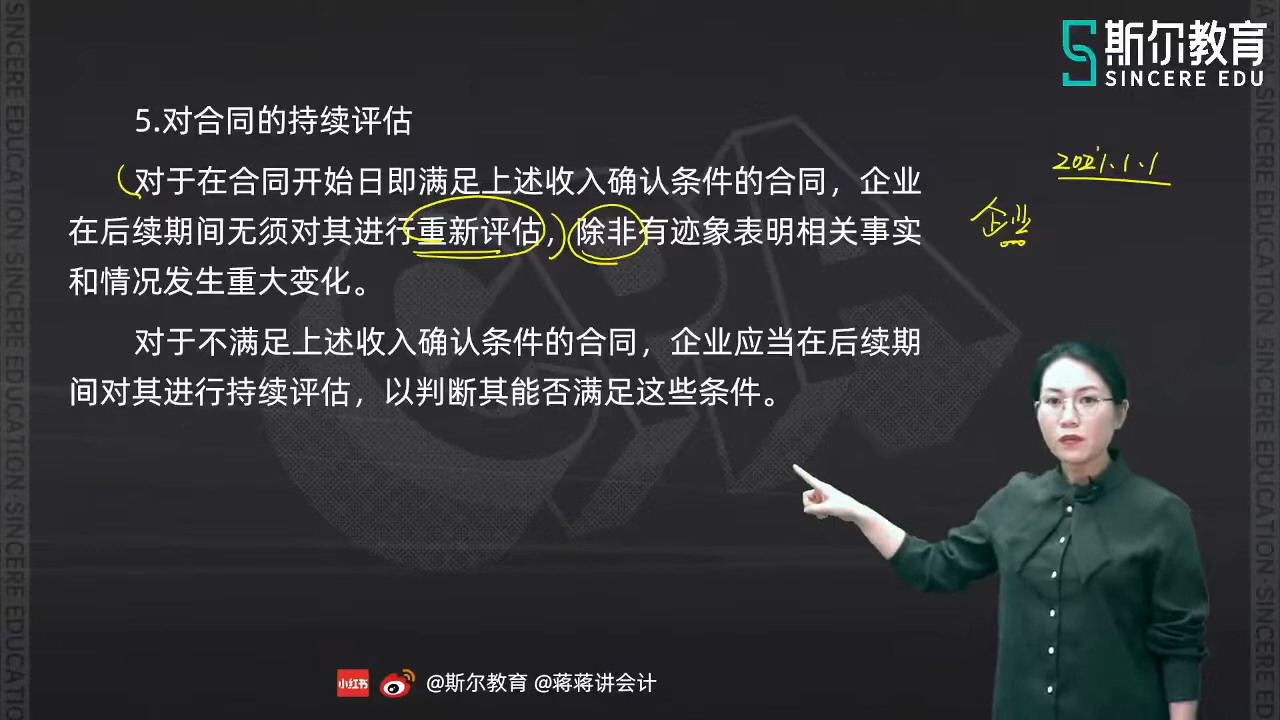 斯尔教育
SINCERE EDU
5.对合同的持续评估
对于在合同开始日即满足上述收入确认条件的合同，企业
在后续期间无须对其进行重新评估，除非有迹象表明相关事实
和情况发生重大变化。
对于不满足上述收入确认条件的合同，企业应当在后续期
间对其进行持续评估，以判断其能否满足这些条件。
2021.1.1
企业
CPA
小红书 @斯尔教育 @蒋蒋讲会计
SINCERE EDUCATION·SINCERE EDUCATION·SINCERE EDUCATION